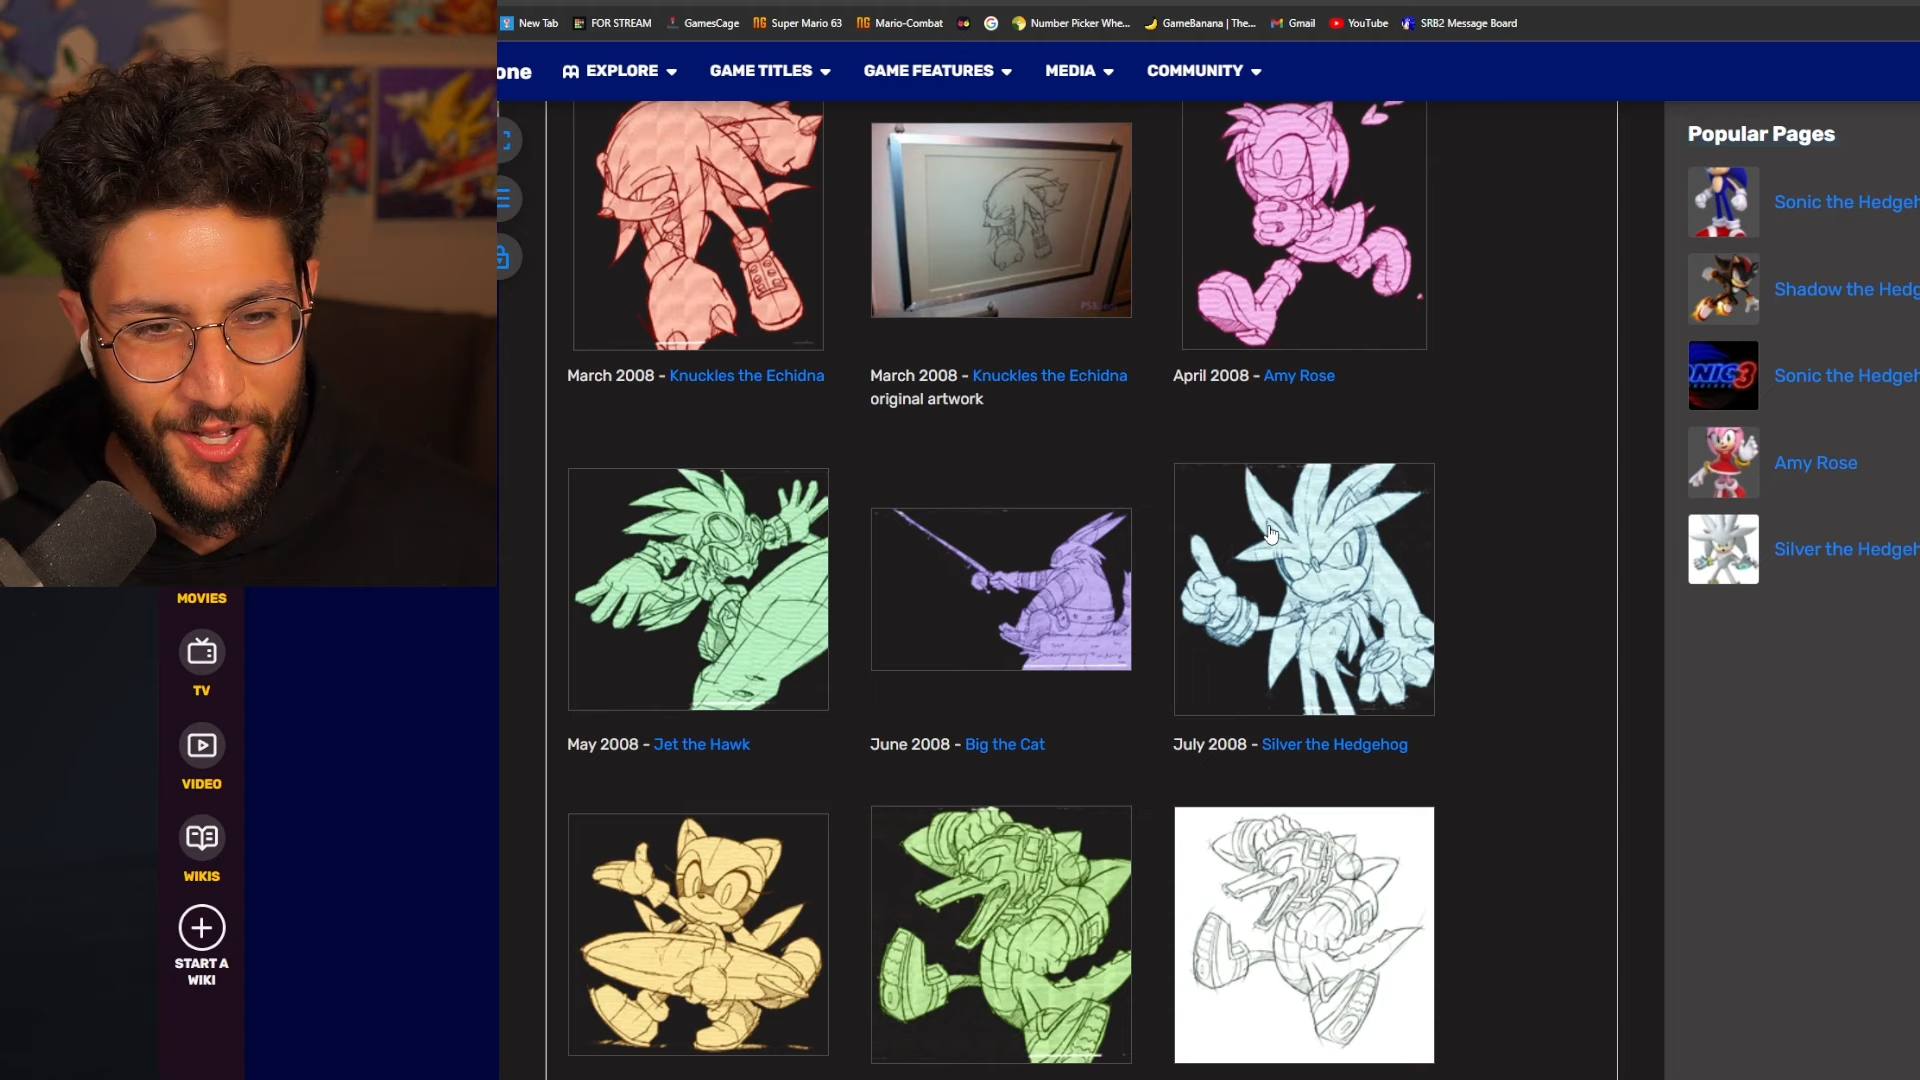 New Tab
FOR STREAM
GamesCage
Super Mario 63
Mario-Combat
Number Picker Whe...
GameBanana | The...
Gmail
YouTube
SRB2 Message Board
one
EXPLORE
GAME TITLES
GAME FEATURES
MEDIA
COMMUNITY
March 2008 - Knuckles the Echidna
March 2008 - Knuckles the Echidna
original artwork
April 2008 - Amy Rose
May 2008 - Jet the Hawk
June 2008 - Big the Cat
July 2008 - Silver the Hedgehog
Popular Pages
Sonic the Hedgeh
Shadow the Hedg
NIC 3
Sonic the Hedgeh
Amy Rose
Silver the Hedgeh
MOVIES
TV
VIDEO
WIKIS
START A
WIKI